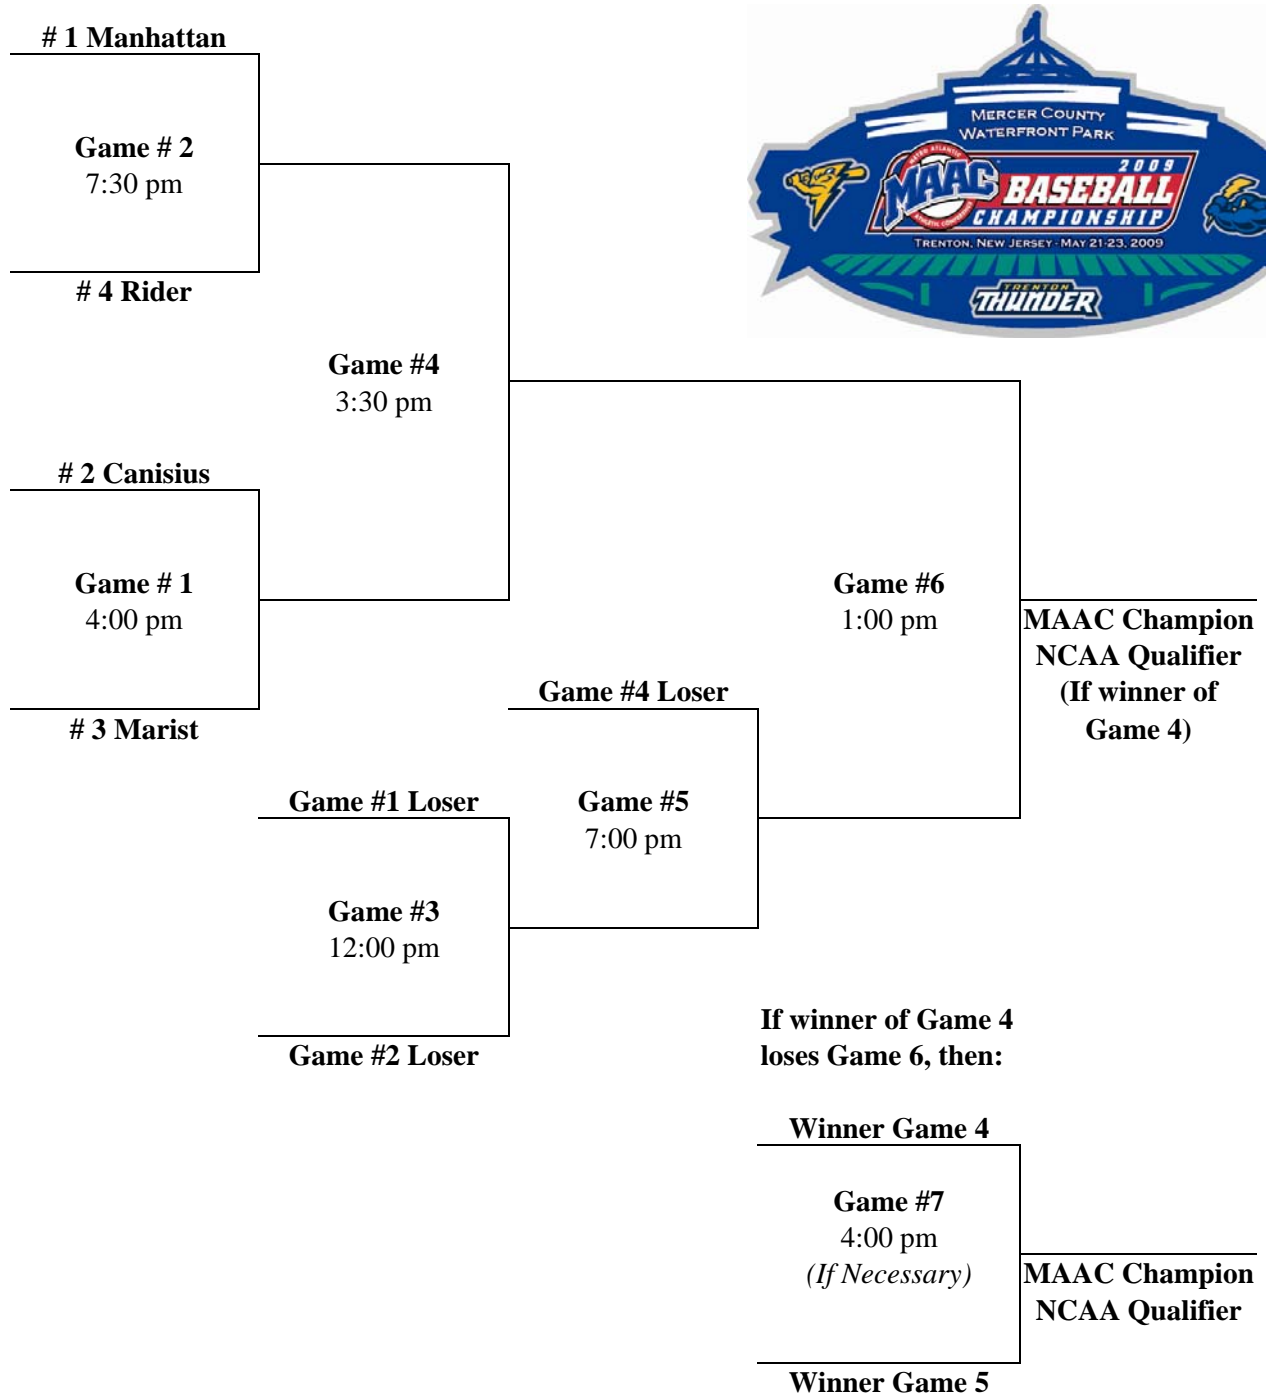 # 1 Manhattan
Game # 2
7:30 pm
# 4 Rider
MERCER COUNTY
WATERFRONT PARK
METRO ATLANTIC
MAAC
ATHLETIC CONFERENCE
2009
BASEBALL
CHAMPIONSHIP
TRENTON, NEW JERSEY - MAY 21-23, 2009
TRENTON
THUNDER
Game #4
3:30 pm
# 2 Canisius
Game # 1
4:00 pm
# 3 Marist
Game #6
1:00 pm
MAAC Champion
NCAA Qualifier
(If winner of
Game 4)
Game #4 Loser
Game #5
7:00 pm
Game #1 Loser
Game #3
12:00 pm
Game #2 Loser
If winner of Game 4
loses Game 6, then:
Winner Game 4
Game #7
4:00 pm
(If Necessary)
Winner Game 5
MAAC Champion
NCAA Qualifier